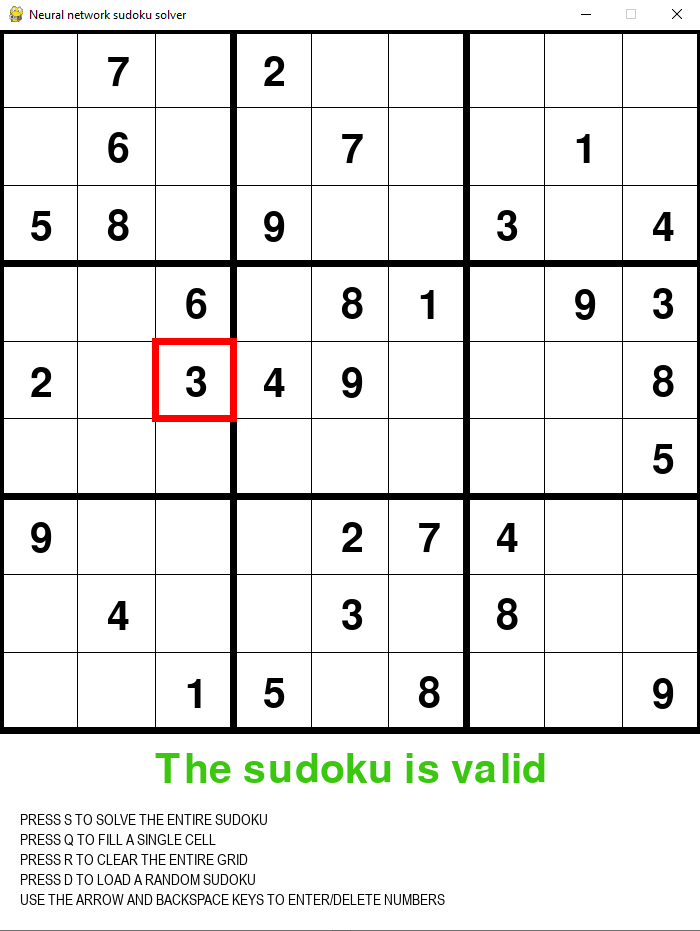 Neural network sudoku solver
7 2
6 7 1
5 8 9 3 4
6 8 1 9 3
2 3 4 9 8
5
9 2 7 4
4 3 8
1 5 8 9
The sudoku is valid
PRESS S TO SOLVE THE ENTIRE SUDOKU
PRESS Q TO FILL A SINGLE CELL
PRESS R TO CLEAR THE ENTIRE GRID
PRESS D TO LOAD A RANDOM SUDOKU
USE THE ARROW AND BACKSPACE KEYS TO ENTER/DELETE NUMBERS